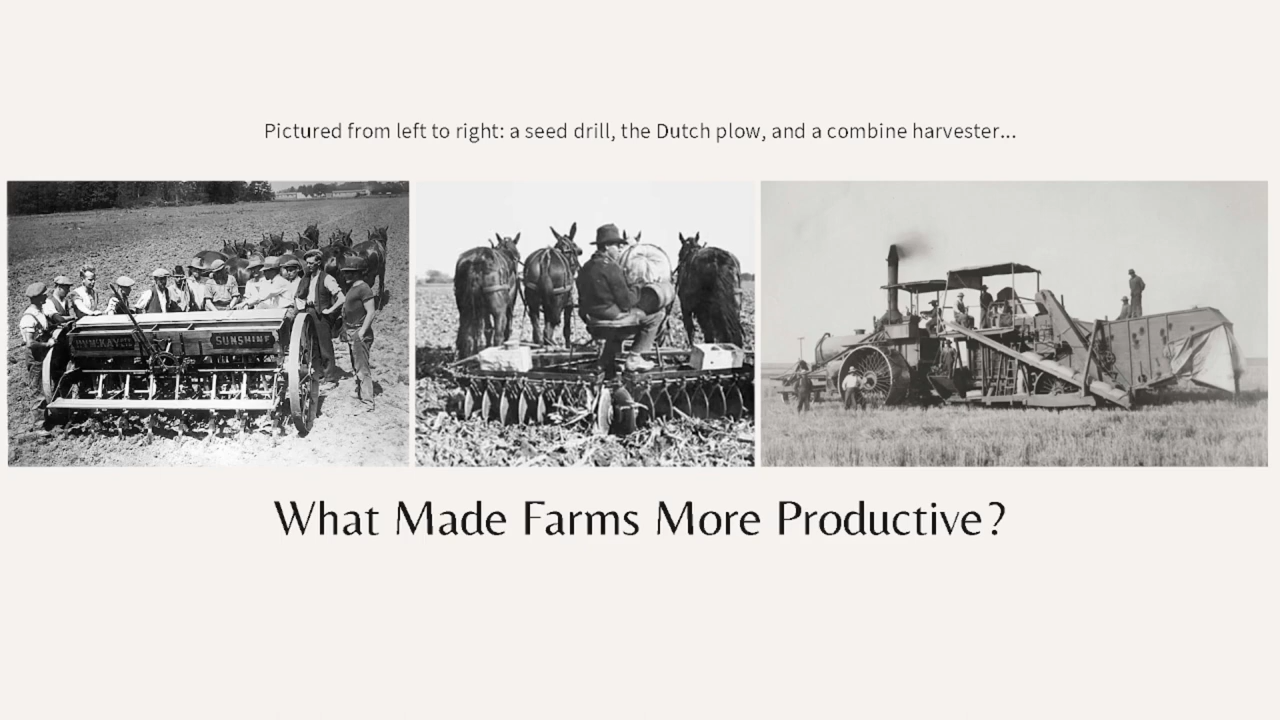 Pictured from left to right: a seed drill, the Dutch plow, and a combine harvester...
SUNSHINE
What Made Farms More Productive?